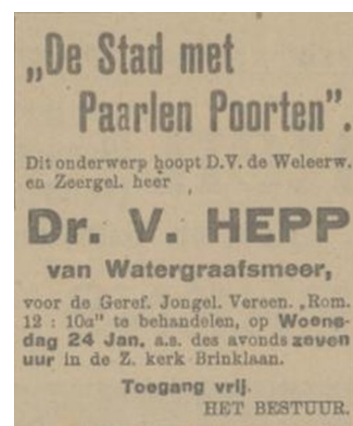 „De Stad met
Paarlen Poorten”.
Dit onderwerp hoopt D.V. de Weleerw.
en Zeergel. heer
Dr. V. HEPP
van Watergraafsmeer,
voor de Geref. Jongel. Vereen. „Rom.
12 : 10a” te behandelen, op Woens-
dag 24 Jan. a.s. des avonds zeven
uur in de Z. kerk Brinklaan.
Toegang vrij.
HET BESTUUR.